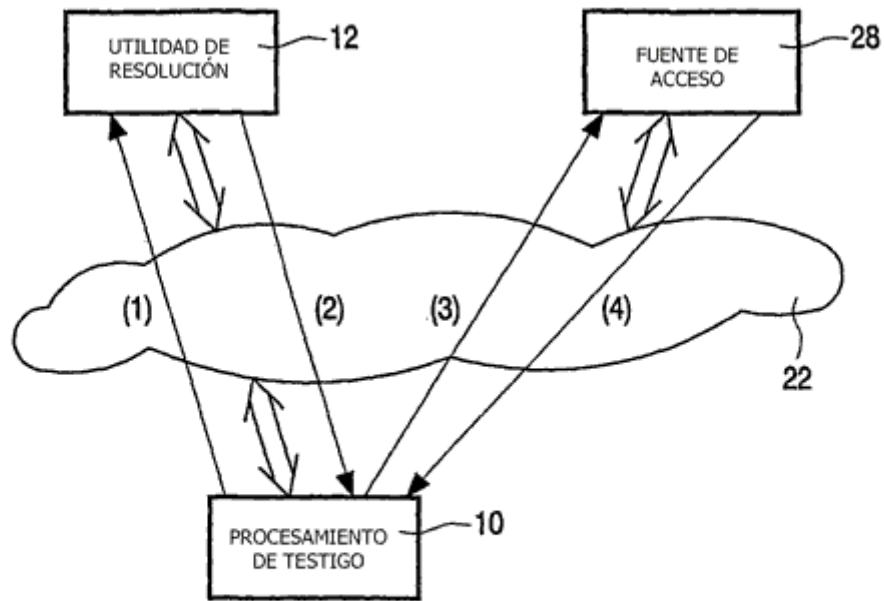 UTILIDAD DE
RESOLUCIÓN
12
FUENTE DE
ACCESO
28
(1)
(2)
(3)
(4)
22
PROCESAMIENTO
DE TESTIGO
10